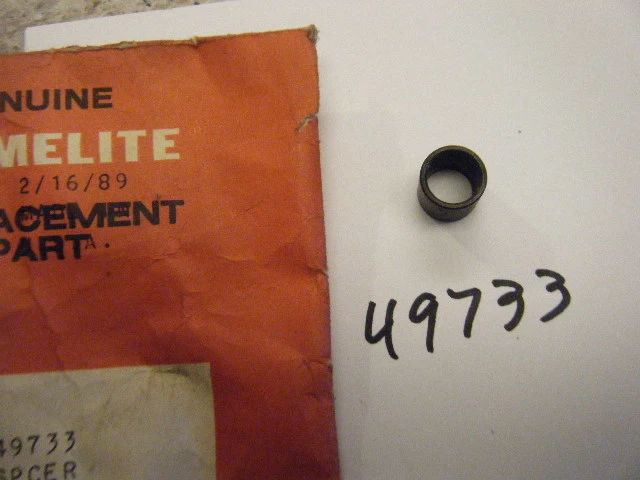 NUINE
MELITE
2/16/89
ACEMENT
PART A.
49733
49733
SPCER